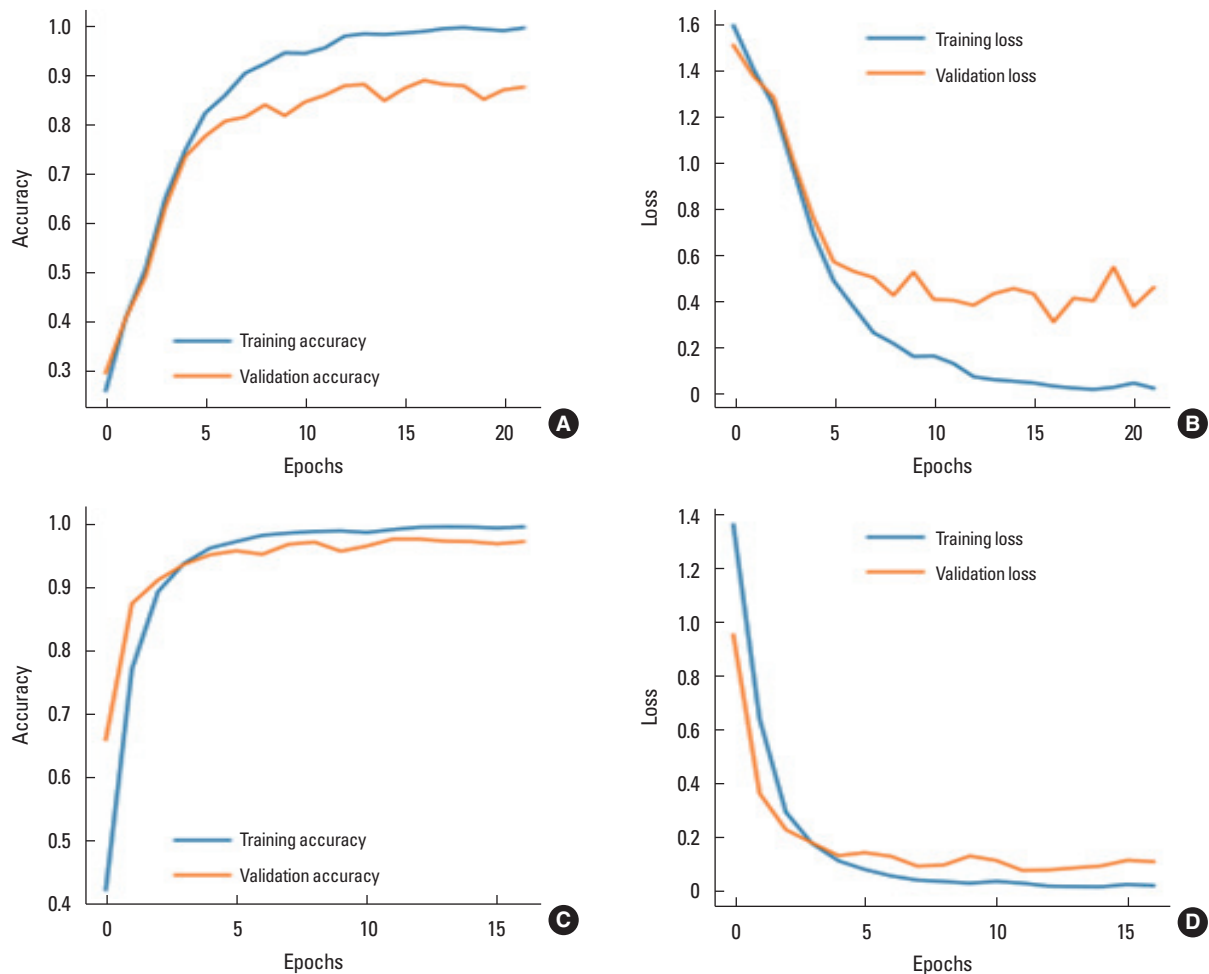 1.0
0.9
0.8
0.7
0.6
0.5
0.4
0.3
Accuracy
Training accuracy
Validation accuracy
0 5 10 15 20
Epochs
A
1.6
1.4
1.2
1.0
0.8
0.6
0.4
0.2
0
Loss
Training loss
Validation loss
0 5 10 15 20
Epochs
B
1.0
0.9
0.8
0.7
0.6
0.5
0.4
Accuracy
Training accuracy
Validation accuracy
0 5 10 15
Epochs
C
1.4
1.2
1.0
0.8
0.6
0.4
0.2
0
Loss
Training loss
Validation loss
0 5 10 15
Epochs
D